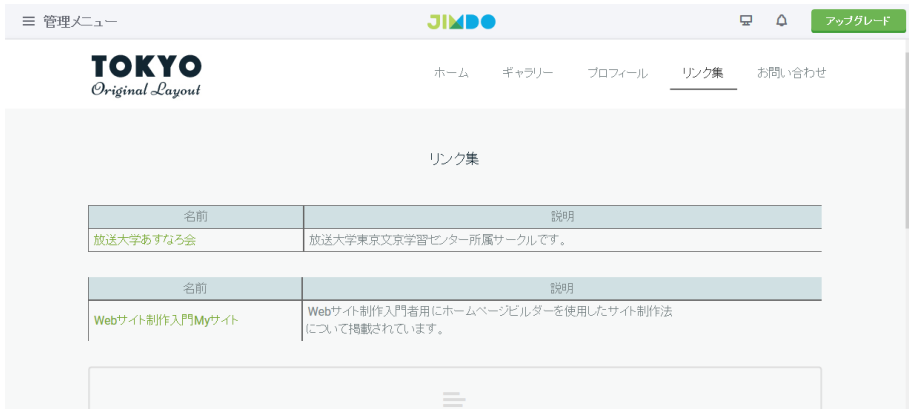 管理メニュー
JIMDO
アップグレード
TOKYO
Original Layout
ホーム ギャラリー プロフィール リンク集 お問い合わせ
リンク集
名前 説明
放送大学あすなろ会 放送大学東京文京学習センター所属サークルです。
名前 説明
Webサイト制作入門Myサイト
Webサイト制作入門者用にホームページビルダーを使用したサイト制作法
について掲載されています。